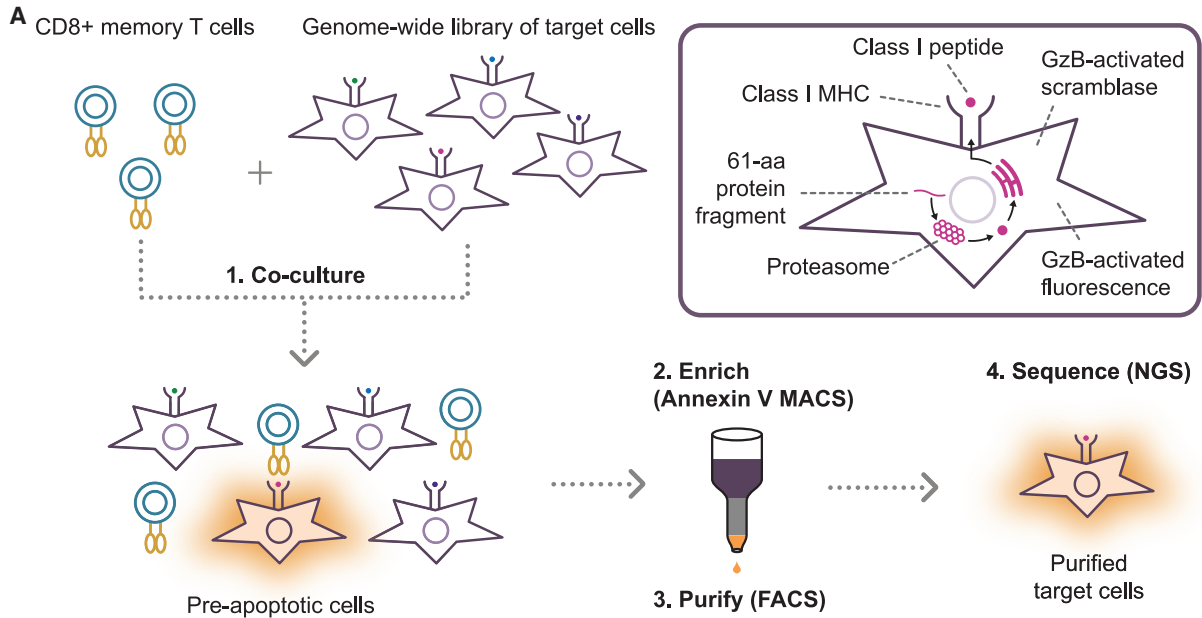 A
CD8+ memory T cells
Genome-wide library of target cells
+
1. Co-culture
Pre-apoptotic cells
Class I peptide
Class I MHC
GzB-activated
scramblase
61-aa
protein
fragment
Proteasome
GzB-activated
fluorescence
2. Enrich
(Annexin V MACS)
3. Purify (FACS)
4. Sequence (NGS)
Purified
target cells